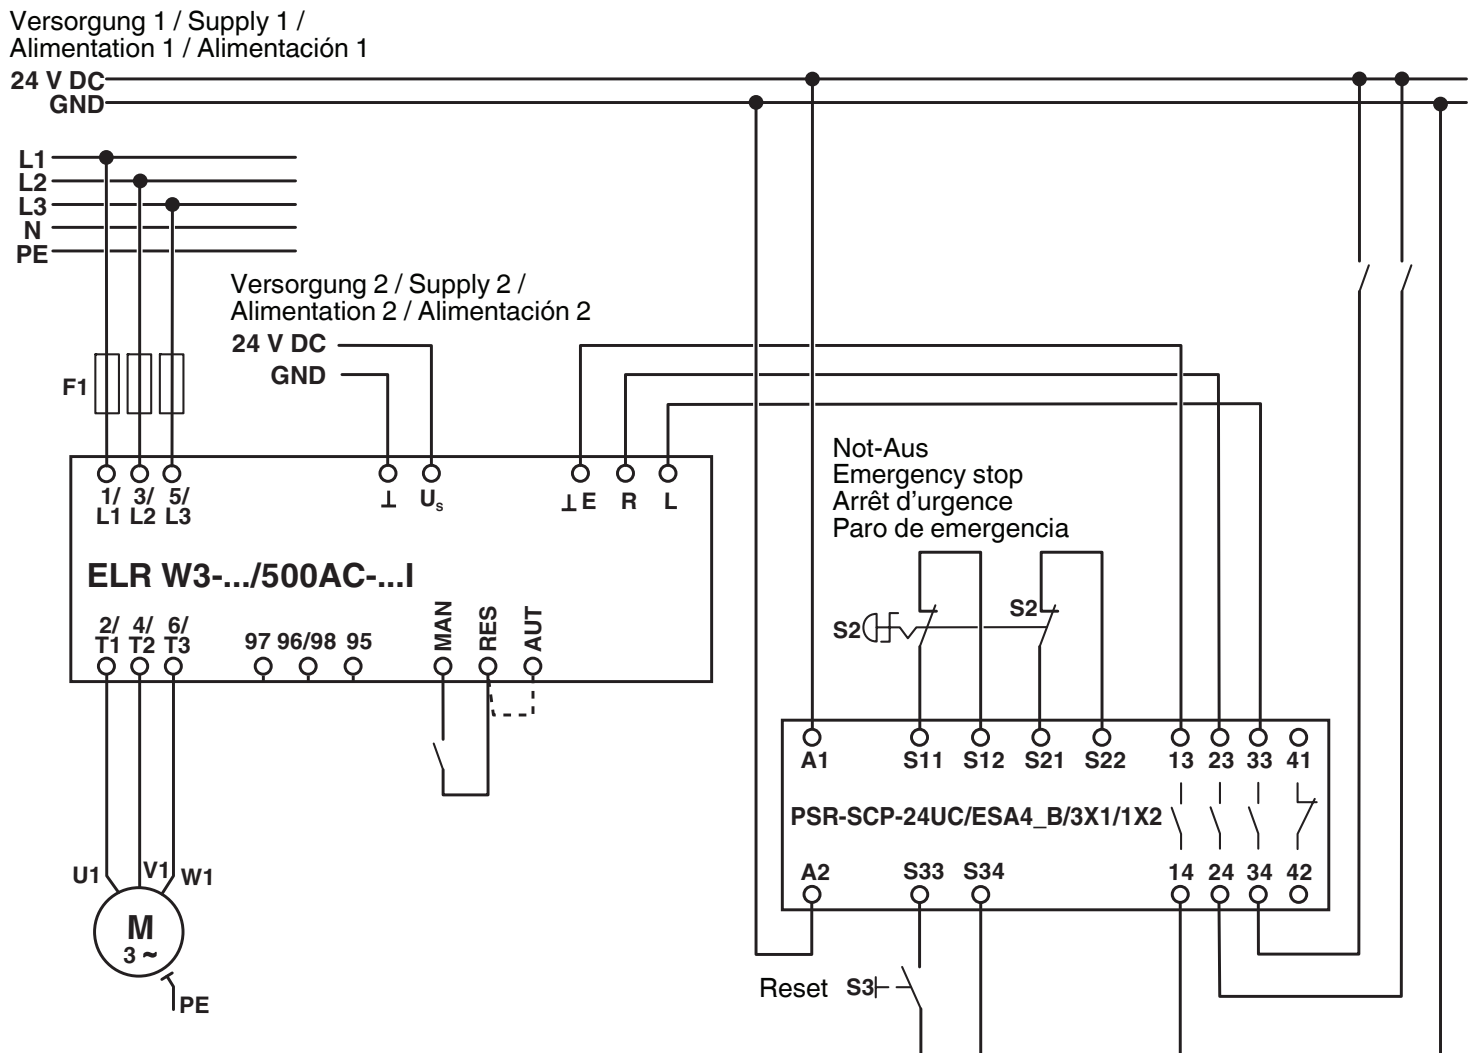 Versorgung 1 / Supply 1 /
Alimentation 1 / Alimentación 1
24 V DC
GND
L1
L2
L3
N
PE
Versorgung 2 / Supply 2 /
Alimentation 2 / Alimentación 2
24 V DC
GND
F1
1/ 3/ 5/
L1 L2 L3
⊥ Us
⊥ E R L
ELR W3-.../500AC-...I
2/ 4/ 6/
T1 T2 T3
97 96/98 95
MAN
RES
AUT
U1 V1 W1
M
3 ~
PE
Not-Aus
Emergency stop
Arrêt d'urgence
Paro de emergencia
S2
S2
A1 S11 S12 S21 S22 13 23 33 41
PSR-SCP-24UC/ESA4_B/3X1/1X2
A2 S33 S34 14 24 34 42
Reset S3